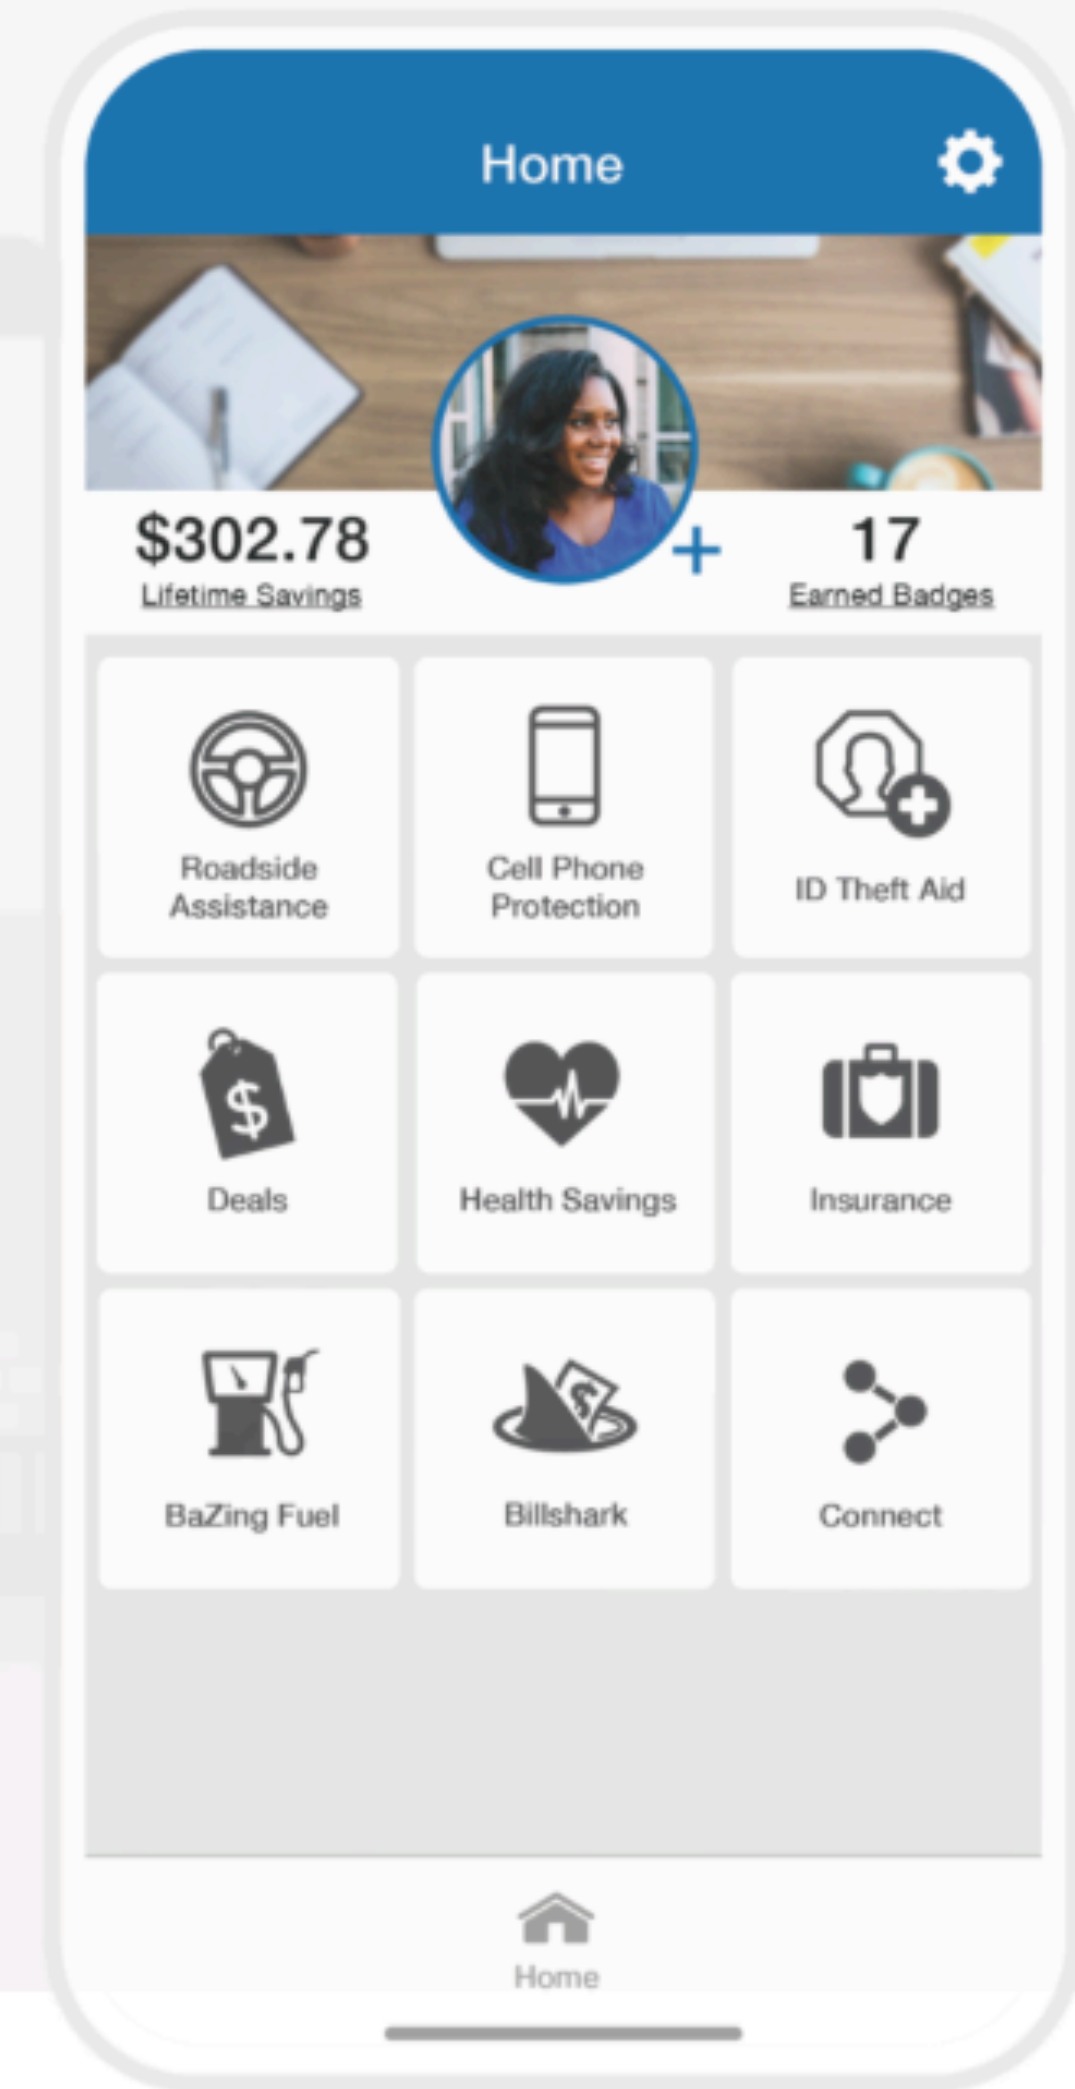 Home
$302.78
Lifetime Savings
17
Earned Badges
Roadside
Assistance
Cell Phone
Protection
ID Theft Aid
$
Deals
Health Savings
Insurance
BaZing Fuel
$
Billshark
Connect
Home